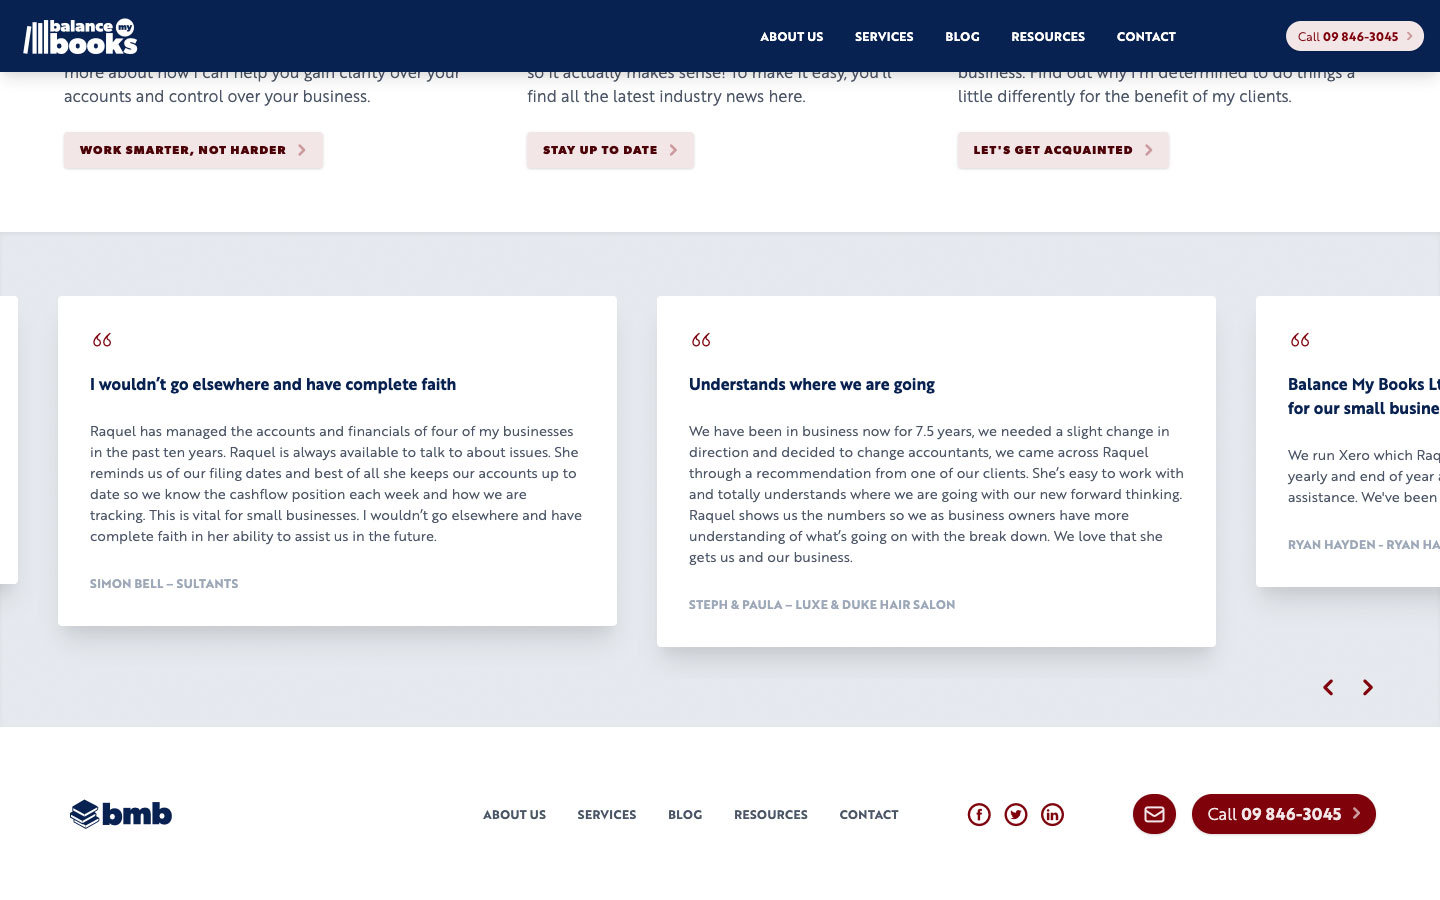 balance my books
ABOUT US SERVICES BLOG RESOURCES CONTACT
Call 09 846-3045
more about how I can help you gain clarity over your
accounts and control over your business.
WORK SMARTER, NOT HARDER
so it actually makes sense! To make it easy, you'll
find all the latest industry news here.
STAY UP TO DATE
business. Find out why I'm determined to do things a
little differently for the benefit of my clients.
LET'S GET ACQUAINTED
“
I wouldn’t go elsewhere and have complete faith
Raquel has managed the accounts and financials of four of my businesses
in the past ten years. Raquel is always available to talk to about issues. She
reminds us of our filing dates and best of all she keeps our accounts up to
date so we know the cashflow position each week and how we are
tracking. This is vital for small businesses. I wouldn’t go elsewhere and have
complete faith in her ability to assist us in the future.
SIMON BELL – SULTANTS
“
Understands where we are going
We have been in business now for 7.5 years, we needed a slight change in
direction and decided to change accountants, we came across Raquel
through a recommendation from one of our clients. She’s easy to work with
and totally understands where we are going with our new forward thinking.
Raquel shows us the numbers so we as business owners have more
understanding of what’s going on with the break down. We love that she
gets us and our business.
STEPH & PAULA – LUXE & DUKE HAIR SALON
“
Balance My Books Lt
for our small busine
We run Xero which Raq
yearly and end of year
assistance. We've been
RYAN HAYDEN - RYAN HA
bmb
ABOUT US SERVICES BLOG RESOURCES CONTACT
Call 09 846-3045